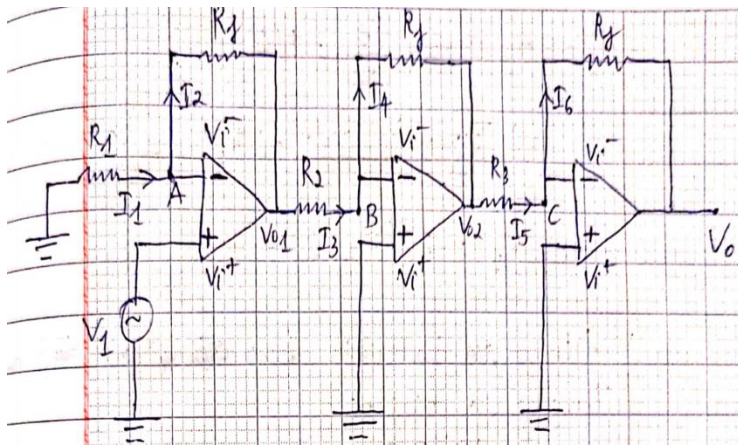 Rf Rf Rf
I2 I4 I6
R1 Vi- Vi- Vi-
A - - R3 - C
I1 R2 B I5
+ Vo1 I3 + Vo2 + Vo
Vi+ Vi+ Vi+
V1 ~